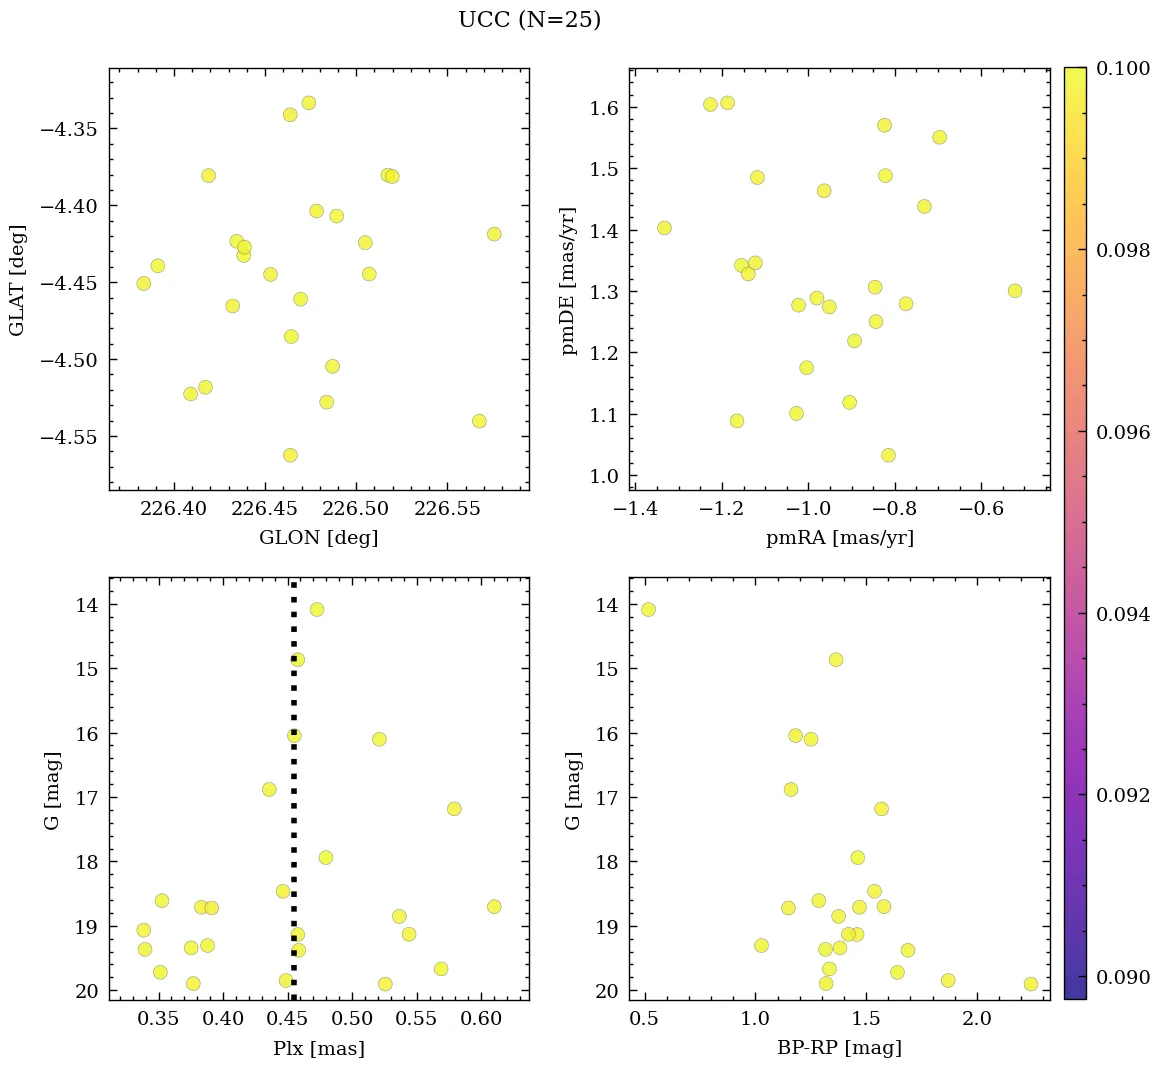 UCC (N=25)
−4.35
−4.40
−4.45
−4.50
−4.55
GLAT [deg]
226.40 226.45 226.50 226.55
GLON [deg]
1.6
1.5
1.4
1.3
1.2
1.1
1.0
pmDE [mas/yr]
−1.4 −1.2 −1.0 −0.8 −0.6
pmRA [mas/yr]
14
15
16
17
18
19
20
G [mag]
0.35 0.40 0.45 0.50 0.55 0.60
Plx [mas]
14
15
16
17
18
19
20
G [mag]
0.5 1.0 1.5 2.0
BP-RP [mag]
0.100
0.098
0.096
0.094
0.092
0.090